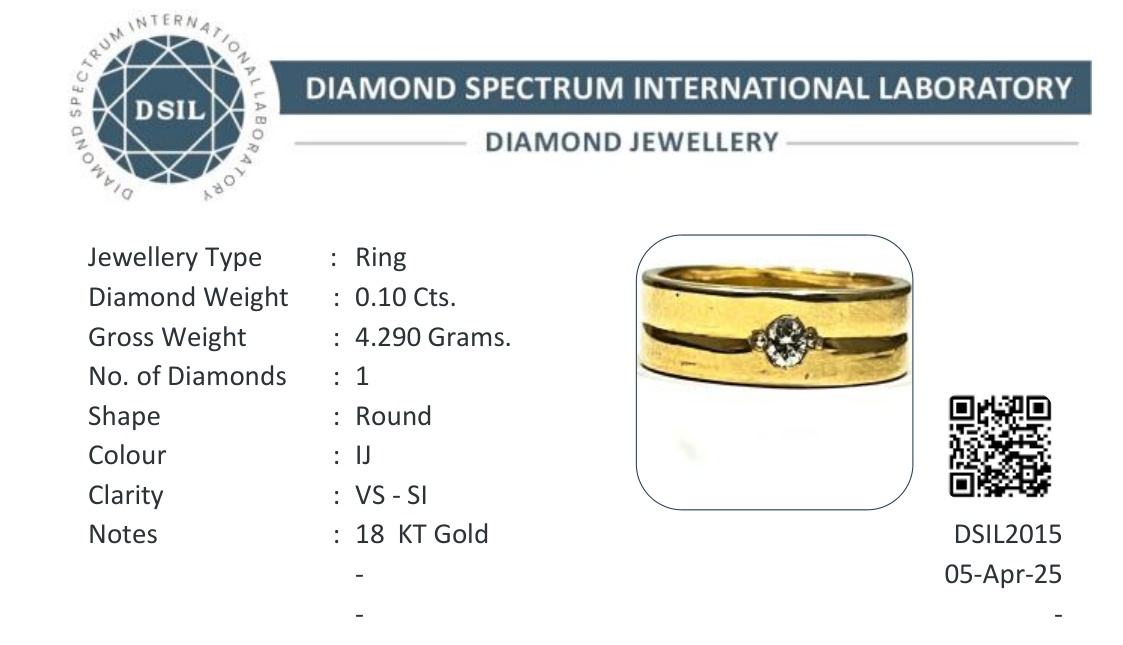 DIAMOND SPECTRUM INTERNATIONAL LABORATORY
DSIL
DIAMOND SPECTRUM INTERNATIONAL LABORATORY
DIAMOND JEWELLERY
Jewellery Type : Ring
Diamond Weight : 0.10 Cts.
Gross Weight : 4.290 Grams.
No. of Diamonds : 1
Shape : Round
Colour : IJ
Clarity : VS - SI
Notes : 18 KT Gold
-
-
DSIL2015
05-Apr-25
-